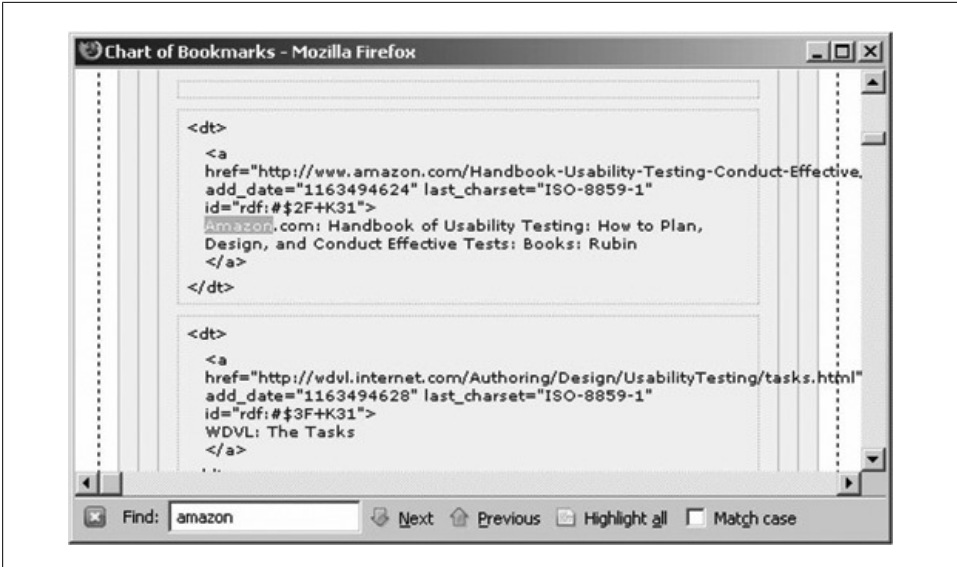 Chart of Bookmarks - Mozilla Firefox
<dt>
<a
href="http://www.amazon.com/Handbook-Usability-Testing-Conduct-Effective
add_date="1163494624" last_charset="ISO-8859-1"
id="rdf:#$2F+K31">
Amazon.com: Handbook of Usability Testing: How to Plan,
Design, and Conduct Effective Tests: Books: Rubin
</a>
</dt>
<dt>
<a
href="http://wdvl.internet.com/Authoring/Design/UsabilityTesting/tasks.html"
add_date="1163494628" last_charset="ISO-8859-1"
id="rdf:#$3F+K31">
WDVL: The Tasks
</a>
Find: amazon Next Previous Highlight all Match case